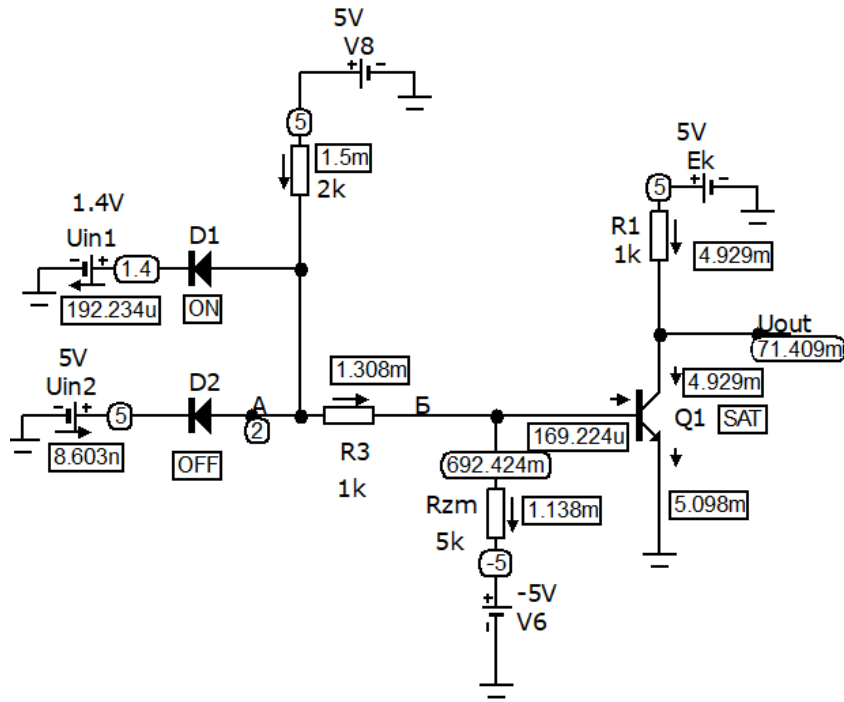 5V
V8
+ -
5
1.5m
2k
5V
Ek
+ -
5
R1
1k
4.929m
1.4V
Uin1
- +
1.4
D1
192.234u
ON
Uout
71.409m
5V
Uin2
- +
5
D2
A
2
8.603n
OFF
1.308m
R3
1k
Б
4.929m
Q1
SAT
169.224u
692.424m
Rzm
5k
1.138m
5.098m
-5
-5V
V6
+
-